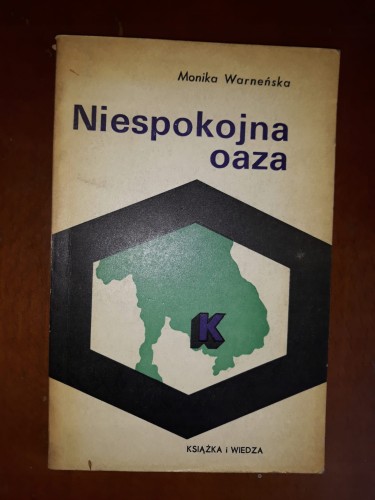 Monika Warneńska
Niespokojna
oaza
K
KSIĄŻKA i WIEDZA